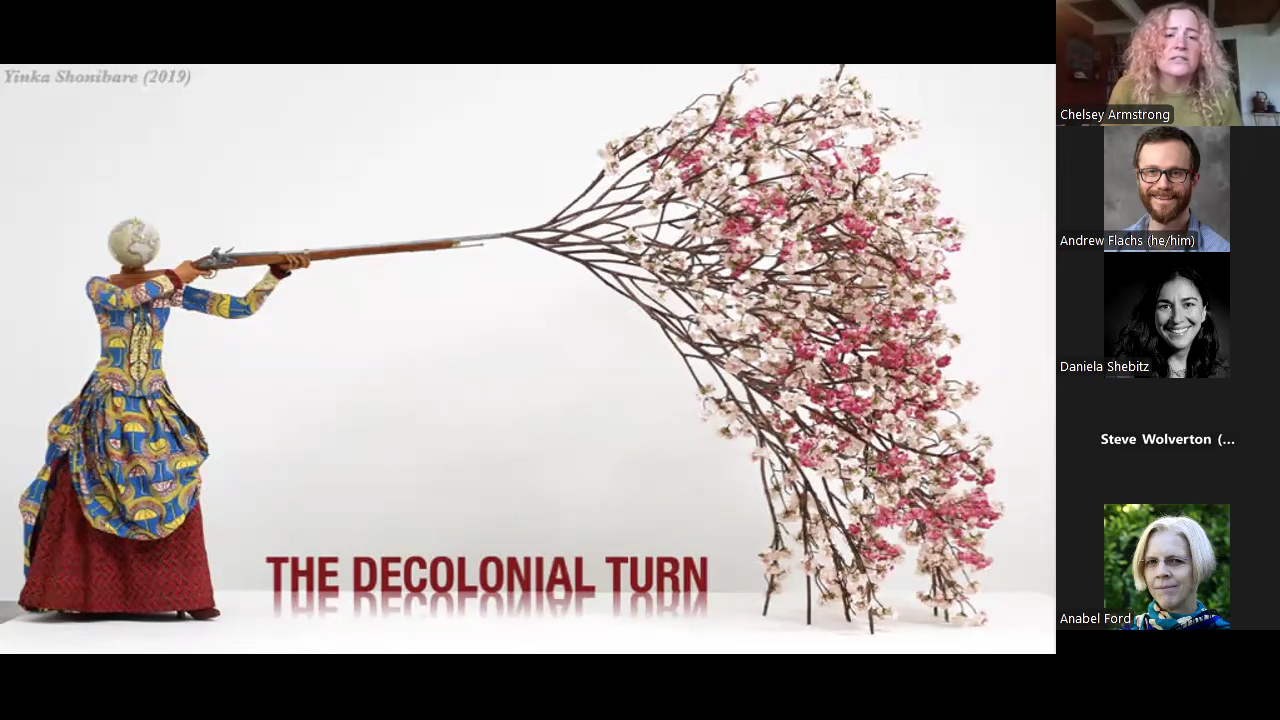 Yinka Shonibare (2019)
THE DECOLONIAL TURN
Chelsey Armstrong
Andrew Flachs (he/him)
Daniela Shebitz
Steve Wolverton (...
Anabel Ford